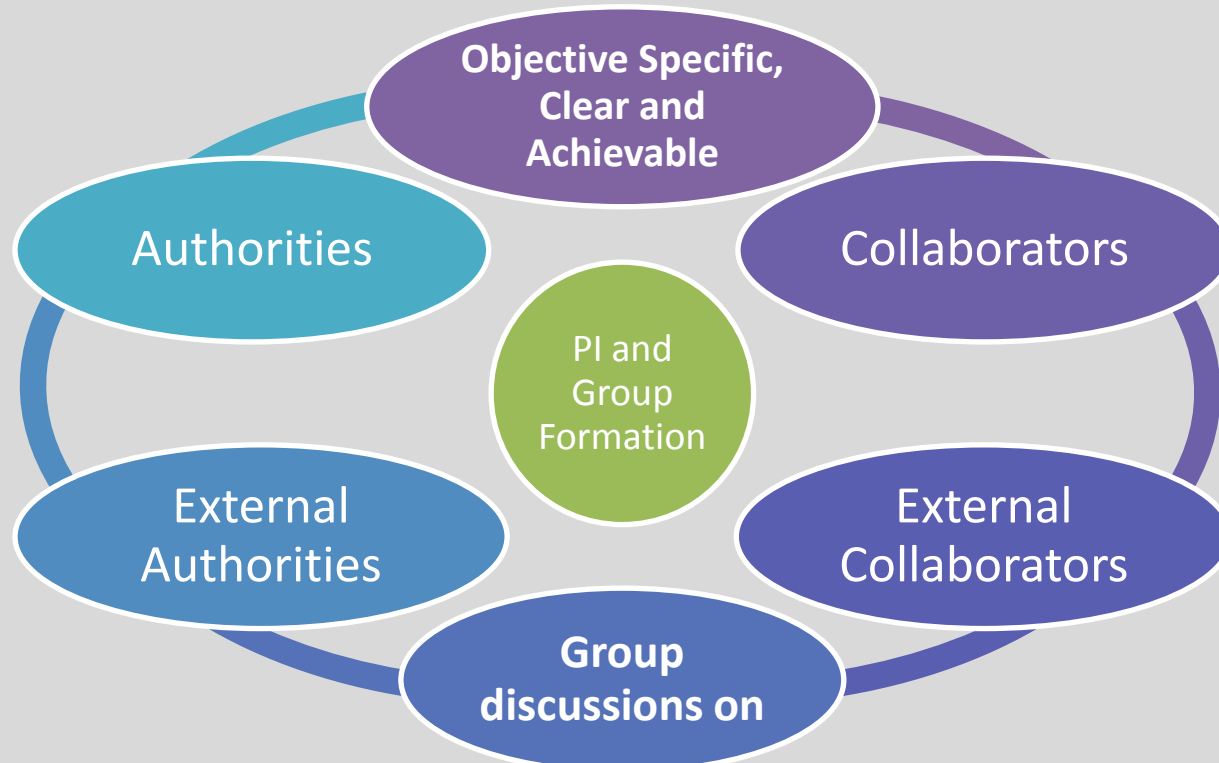 Objective Specific,
Clear and
Achievable
Authorities
Collaborators
PI and
Group
Formation
External
Authorities
External
Collaborators
Group
discussions on